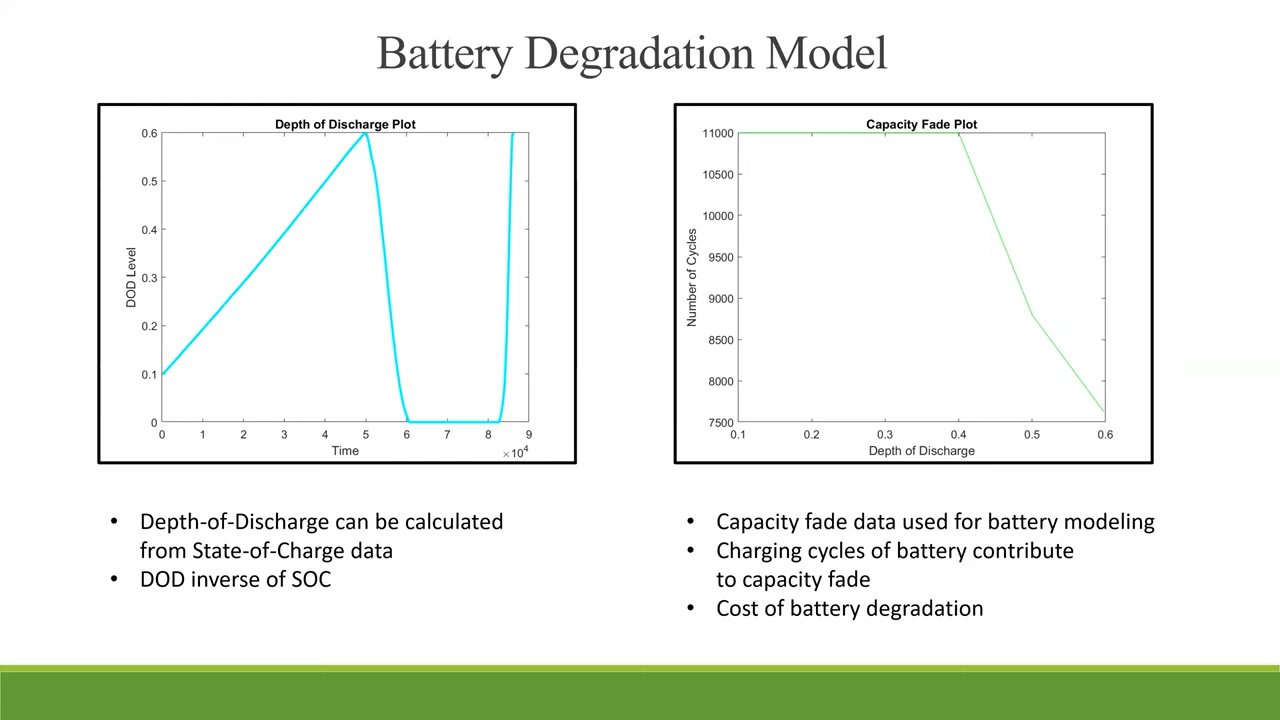 Battery Degradation Model
Depth of Discharge Plot
0.6
0.5
0.4
0.3
0.2
0.1
0
DOD Level
0 1 2 3 4 5 6 7 8 9
Time
×10⁴
Capacity Fade Plot
11000
10500
10000
9500
9000
8500
8000
7500
Number of Cycles
0.1 0.2 0.3 0.4 0.5 0.6
Depth of Discharge
• Depth-of-Discharge can be calculated
from State-of-Charge data
• DOD inverse of SOC
• Capacity fade data used for battery modeling
• Charging cycles of battery contribute
to capacity fade
• Cost of battery degradation